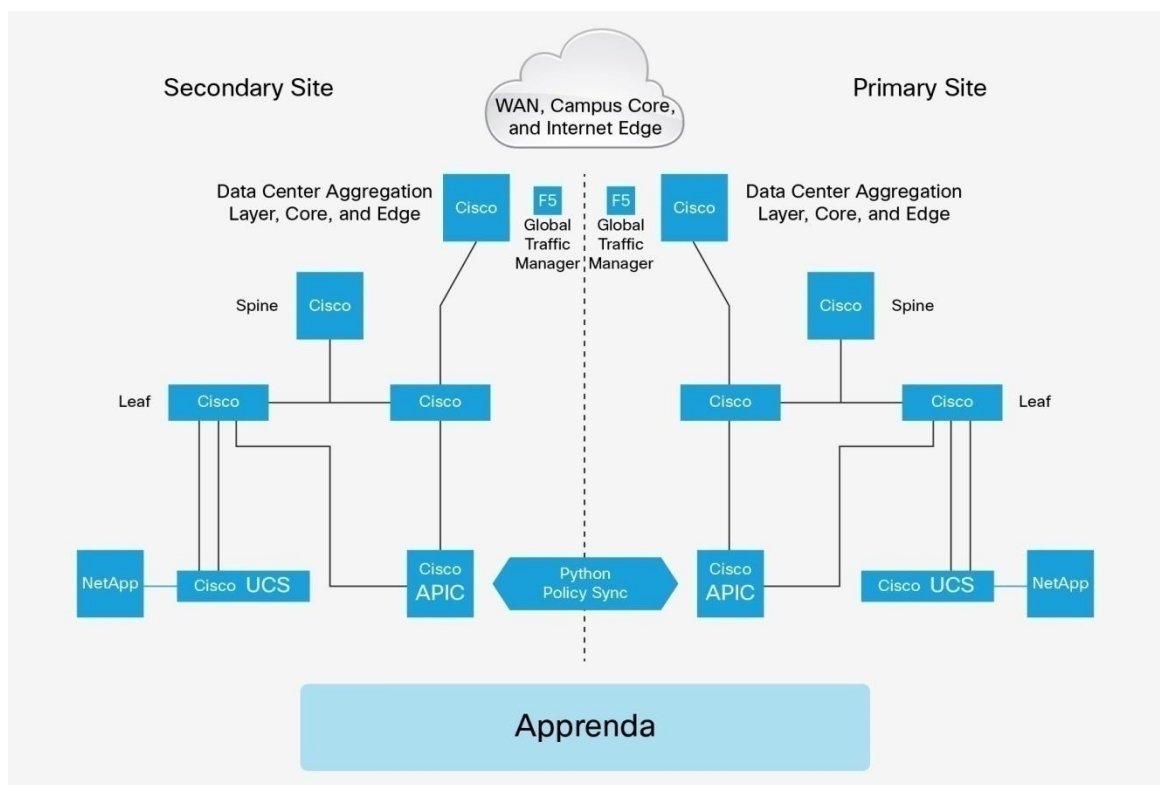 Secondary Site
WAN, Campus Core,
and Internet Edge
Primary Site
Data Center Aggregation
Layer, Core, and Edge
Cisco
F5
Global
Traffic
Manager
F5
Global
Traffic
Manager
Cisco
Data Center Aggregation
Layer, Core, and Edge
Spine
Cisco
Cisco
Spine
Leaf
Cisco
Cisco
Cisco
Cisco
Leaf
NetApp
Cisco UCS
Cisco
APIC
Python
Policy Sync
Cisco
APIC
Cisco UCS
NetApp
Apprenda